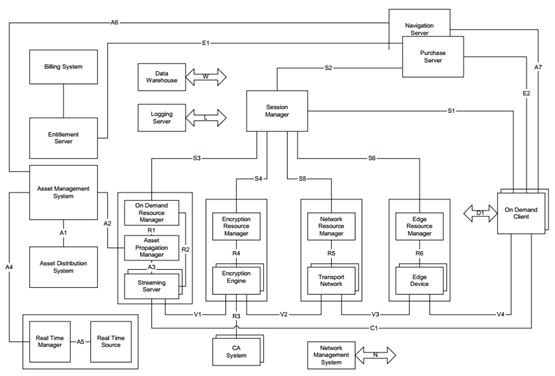 A6
Navigation
Server
E1
Purchase
Server
Billing System
Data
Warehouse
W
S2
A7
E2
Session
Manager
Logging
Server
L
S1
Entitlement
Server
S3
S4
S5
S6
Asset Management
System
A1
A2
A4
Asset Distribution
System
On Demand
Resource
Manager
R1
R2
Asset
Propagation
Manager
A3
Streaming
Server
Encryption
Resource
Manager
R4
Encryption
Engine
Network
Resource
Manager
R5
Transport
Network
Edge
Resource
Manager
R6
Edge
Device
D1
On Demand
Client
V1
R3
V2
V3
V4
C1
Real Time
Manager
A5
Real Time
Source
CA
System
Network
Management
System
N